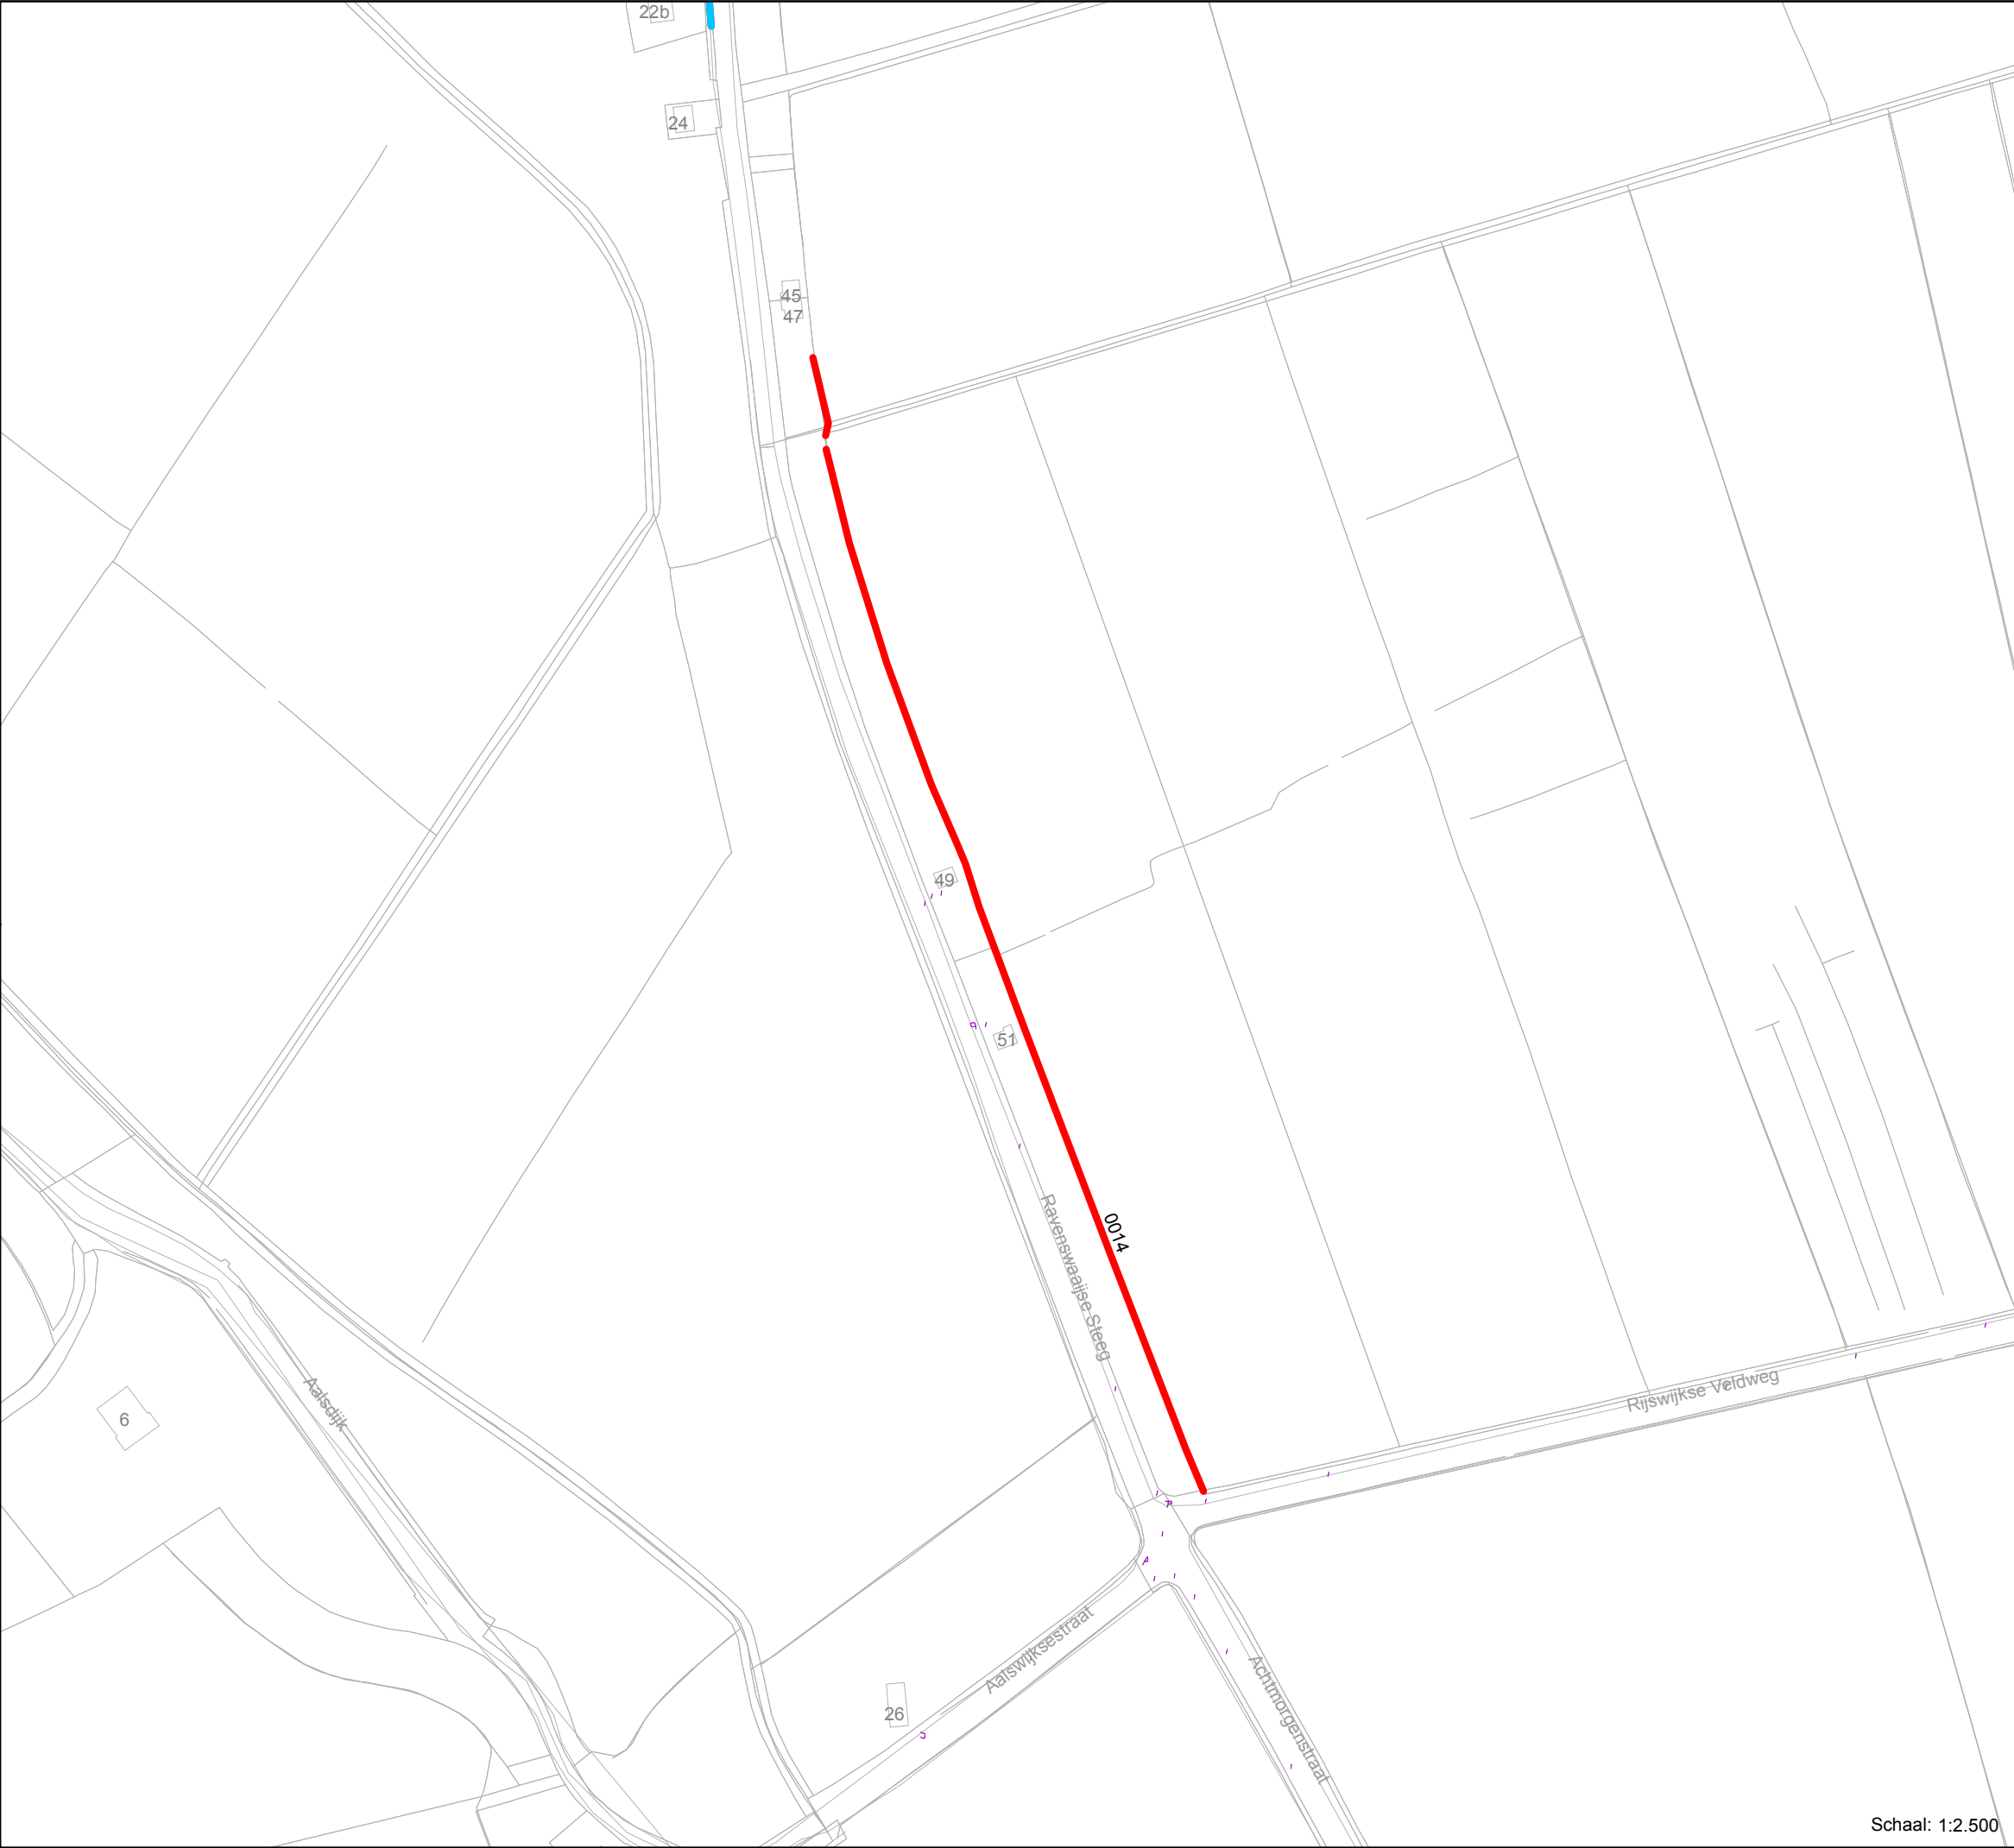 22b
24
45
47
49
51
Ravenswaaijse Steeg
0014
Aalsdijk
6
Rijswijkse Veldweg
Aalswijksestraat
Achtmorgenstraat
26
Schaal: 1:2.500